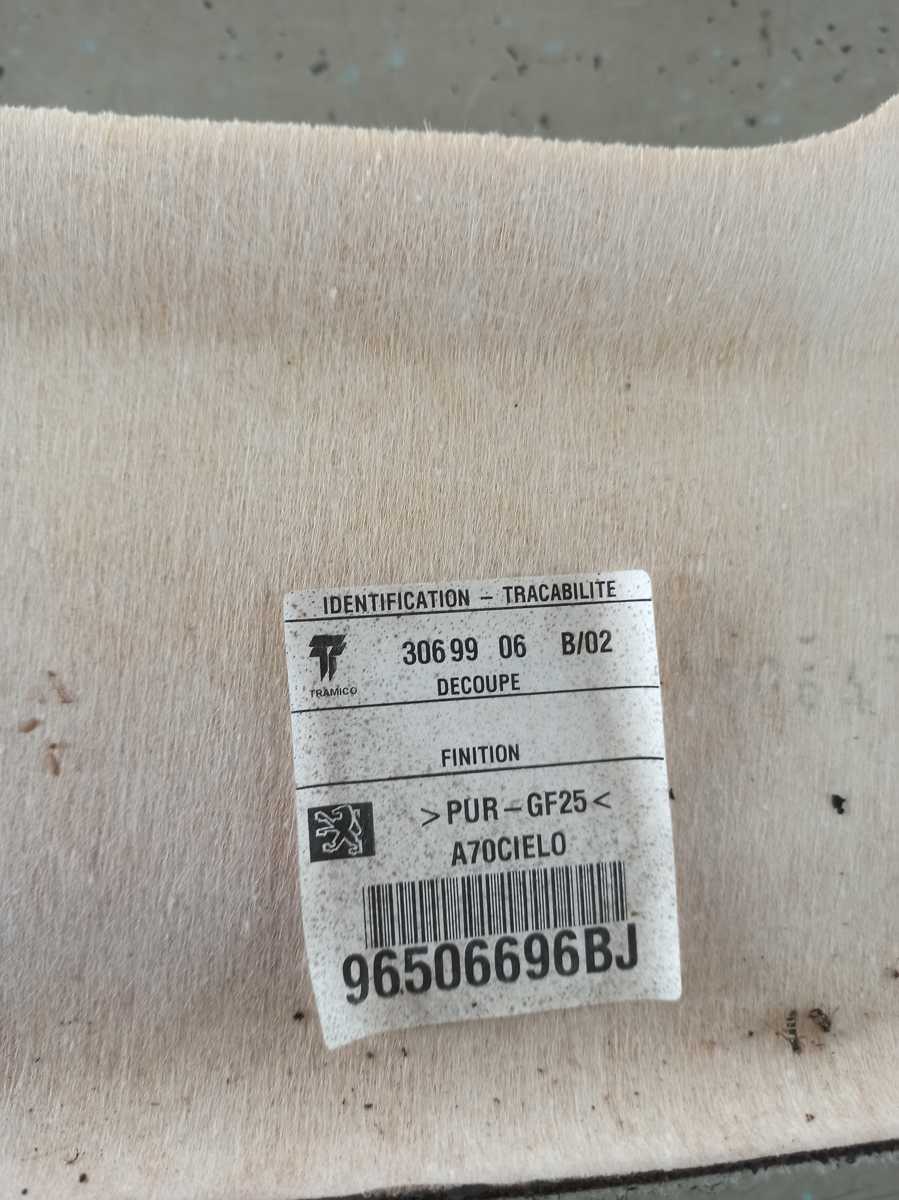 IDENTIFICATION - TRACABILITE
TRAMICO
306 99 06 B/02
DECOUPE
FINITION
>PUR-GF25<
A70CIELO
96506696BJ